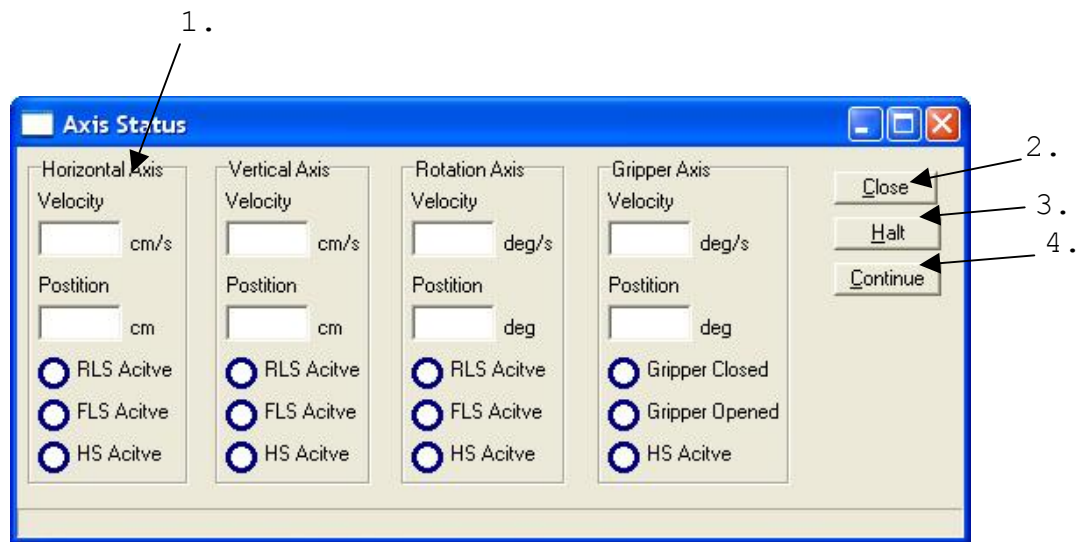 1.
Axis Status
Horizontal Axis Vertical Axis Rotation Axis Gripper Axis
Velocity Velocity Velocity Velocity
cm/s cm/s deg/s deg/s
Postition Postition Postition Postition
cm cm deg deg
RLS Acitve RLS Acitve RLS Acitve Gripper Closed
FLS Acitve FLS Acitve FLS Acitve Gripper Opened
HS Acitve HS Acitve HS Acitve HS Acitve
Close 2.
Halt 3.
Continue 4.